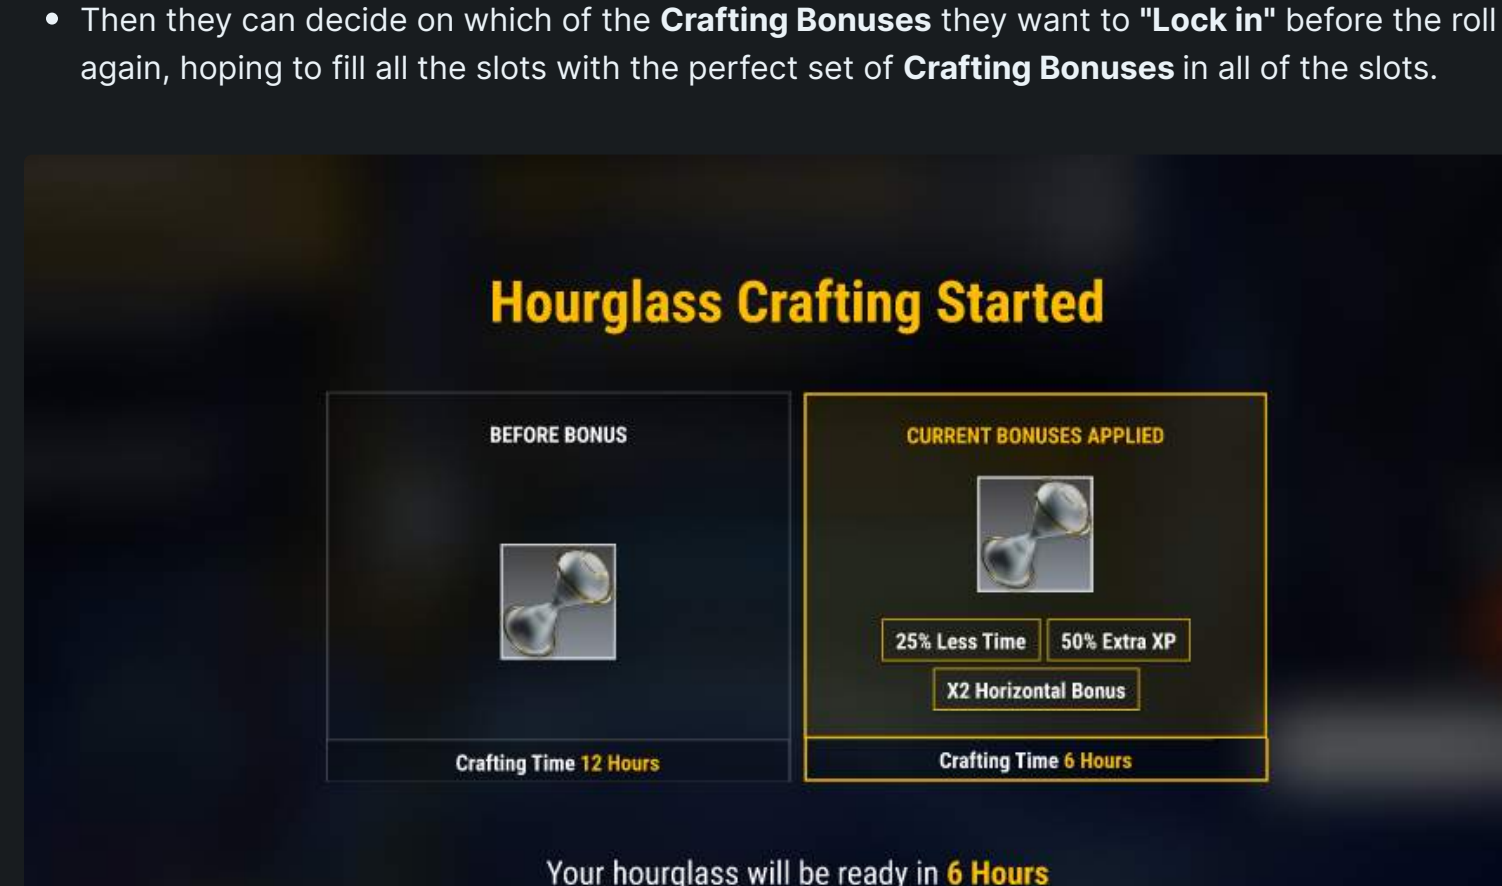 Then they can decide on which of the Crafting Bonuses they want to "Lock in" before the roll
again, hoping to fill all the slots with the perfect set of Crafting Bonuses in all of the slots.
Hourglass Crafting Started
BEFORE BONUS
Crafting Time 12 Hours
CURRENT BONUSES APPLIED
25% Less Time
50% Extra XP
X2 Horizontal Bonus
Crafting Time 6 Hours
Your hourglass will be ready in 6 Hours